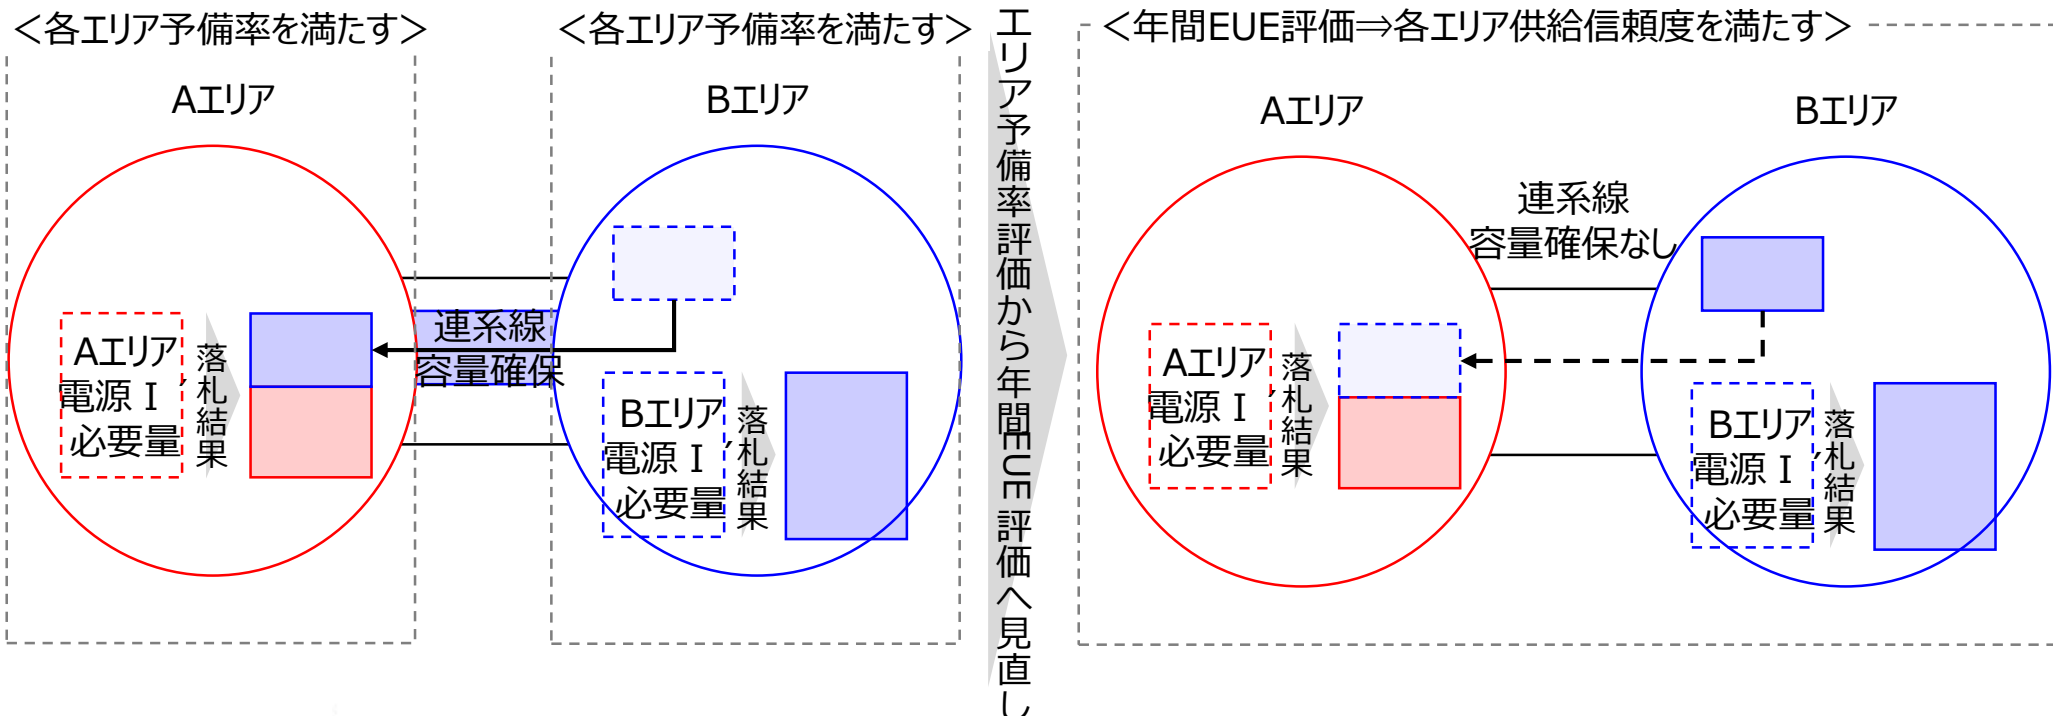 ＜各エリア予備率を満たす＞
Aエリア
Aエリア
電源Ⅰ´
必要量
落札結果
連系線
容量確保
＜各エリア予備率を満たす＞
Bエリア
Bエリア
電源Ⅰ´
必要量
落札結果
エリア予備率評価から年間EUE評価へ見直し
＜年間EUE評価⇒各エリア供給信頼度を満たす＞
Aエリア
Aエリア
電源Ⅰ´
必要量
落札結果
連系線
容量確保なし
Bエリア
Bエリア
電源Ⅰ´
必要量
落札結果